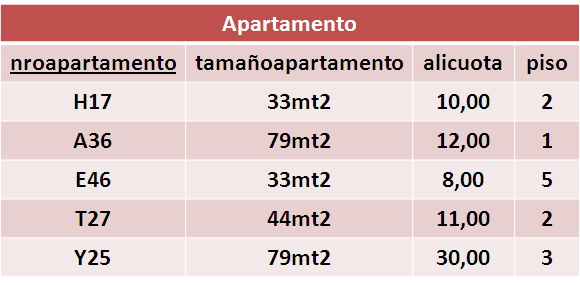 Apartamento
nroapartamento tamañoapartamento alicuota piso
H17 33mt2 10,00 2
A36 79mt2 12,00 1
E46 33mt2 8,00 5
T27 44mt2 11,00 2
Y25 79mt2 30,00 3